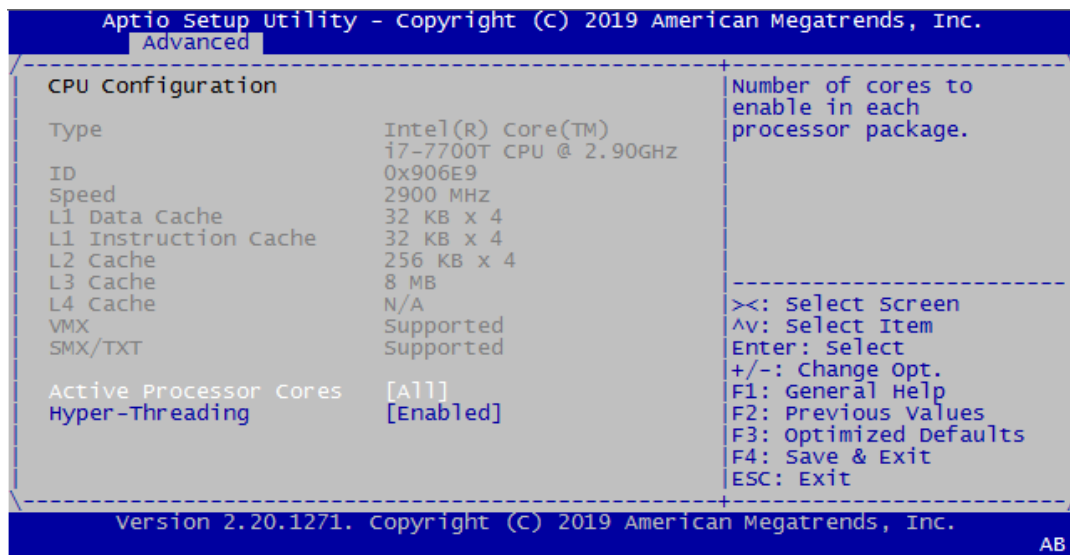 Aptio Setup Utility - Copyright (C) 2019 American Megatrends, Inc.
Advanced
CPU Configuration
Type Intel(R) Core(TM)
i7-7700T CPU @ 2.90GHz
ID 0x906E9
Speed 2900 MHz
L1 Data Cache 32 KB x 4
L1 Instruction Cache 32 KB x 4
L2 Cache 256 KB x 4
L3 Cache 8 MB
L4 Cache N/A
VMX Supported
SMX/TXT Supported
Active Processor Cores [All]
Hyper-Threading [Enabled]
Number of cores to
enable in each
processor package.
><: Select Screen
^v: Select Item
Enter: Select
+/-: Change Opt.
F1: General Help
F2: Previous Values
F3: Optimized Defaults
F4: Save & Exit
ESC: Exit
Version 2.20.1271. Copyright (C) 2019 American Megatrends, Inc.
AB